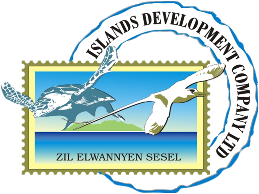 ISLANDS DEVELOPMENT COMPANY LTD
ZIL ELWANNYEN SESEL